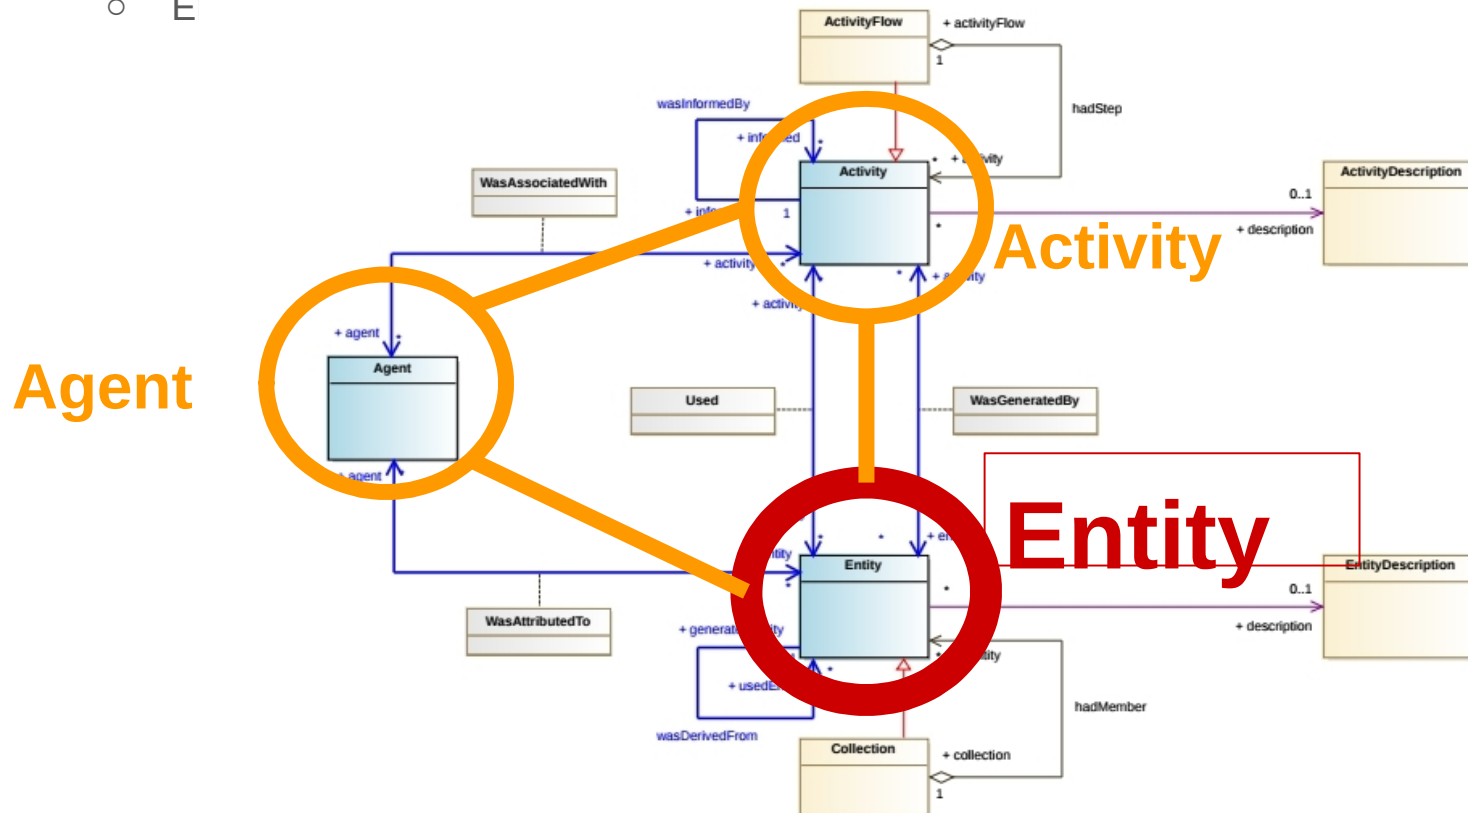 E
ActivityFlow
+ activityFlow
1
hadStep
wasInformedBy
*
Activity
* +
WasAssociatedWith
ActivityDescription
1
0..1
*
+ description
Activity
+ activity
*
*
+ agent
*
Agent
Agent
Used
WasGeneratedBy
agent
Entity
*
*
Entity
EntityDescription
*
*
0..1
WasAttributedTo
+ description
*
*
hadMember
wasDerivedFrom
Collection
+ collection
1